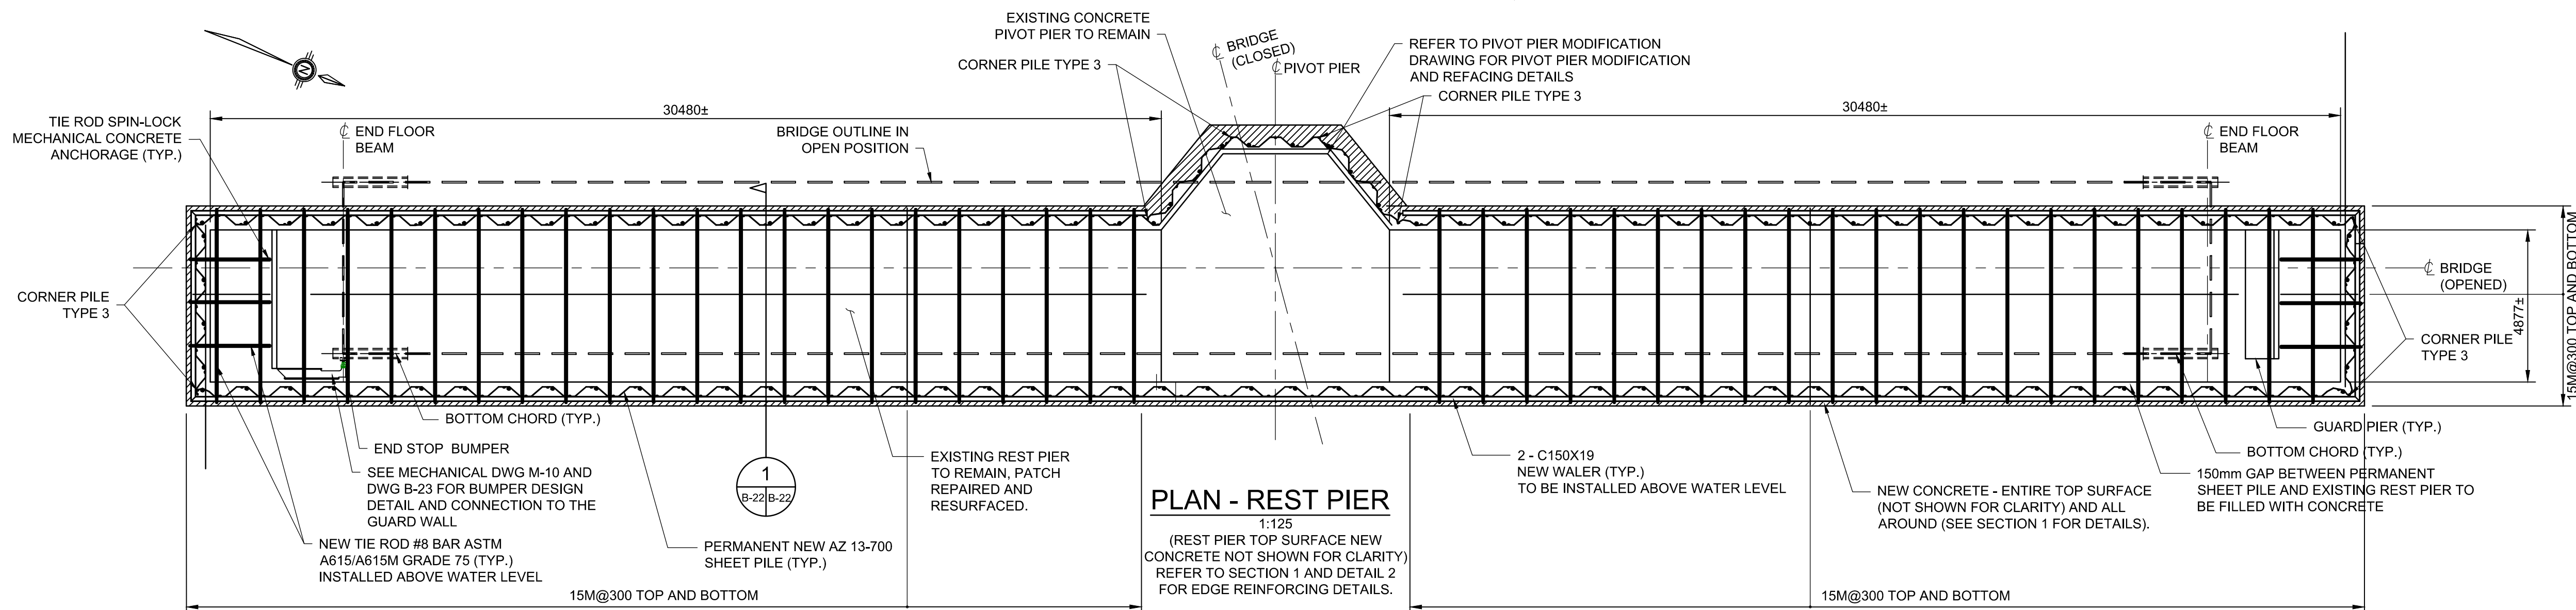 EXISTING CONCRETE
PIVOT PIER TO REMAIN
CORNER PILE TYPE 3
℄ BRIDGE
(CLOSED)
℄ PIVOT PIER
REFER TO PIVOT PIER MODIFICATION
DRAWING FOR PIVOT PIER MODIFICATION
AND REFACING DETAILS
CORNER PILE TYPE 3
N
TIE ROD SPIN-LOCK
MECHANICAL CONCRETE
ANCHORAGE (TYP.)
30480±
℄ END FLOOR
BEAM
BRIDGE OUTLINE IN
OPEN POSITION
30480±
℄ END FLOOR
BEAM
CORNER PILE
TYPE 3
℄ BRIDGE
(OPENED)
4877±
15M@300 TOP AND BOTTOM
CORNER PILE
TYPE 3
BOTTOM CHORD (TYP.)
END STOP BUMPER
SEE MECHANICAL DWG M-10 AND
DWG B-23 FOR BUMPER DESIGN
DETAIL AND CONNECTION TO THE
GUARD WALL
NEW TIE ROD #8 BAR ASTM
A615/A615M GRADE 75 (TYP.)
INSTALLED ABOVE WATER LEVEL
PERMANENT NEW AZ 13-700
SHEET PILE (TYP.)
1
B-22 B-22
EXISTING REST PIER
TO REMAIN, PATCH
REPAIRED AND
RESURFACED.
PLAN - REST PIER
1:125
(REST PIER TOP SURFACE NEW
CONCRETE NOT SHOWN FOR CLARITY)
REFER TO SECTION 1 AND DETAIL 2
FOR EDGE REINFORCING DETAILS.
2 - C150X19
NEW WALER (TYP.)
TO BE INSTALLED ABOVE WATER LEVEL
NEW CONCRETE - ENTIRE TOP SURFACE
(NOT SHOWN FOR CLARITY) AND ALL
AROUND (SEE SECTION 1 FOR DETAILS).
GUARD PIER (TYP.)
BOTTOM CHORD (TYP.)
150mm GAP BETWEEN PERMANENT
SHEET PILE AND EXISTING REST PIER TO
BE FILLED WITH CONCRETE
15M@300 TOP AND BOTTOM
15M@300 TOP AND BOTTOM